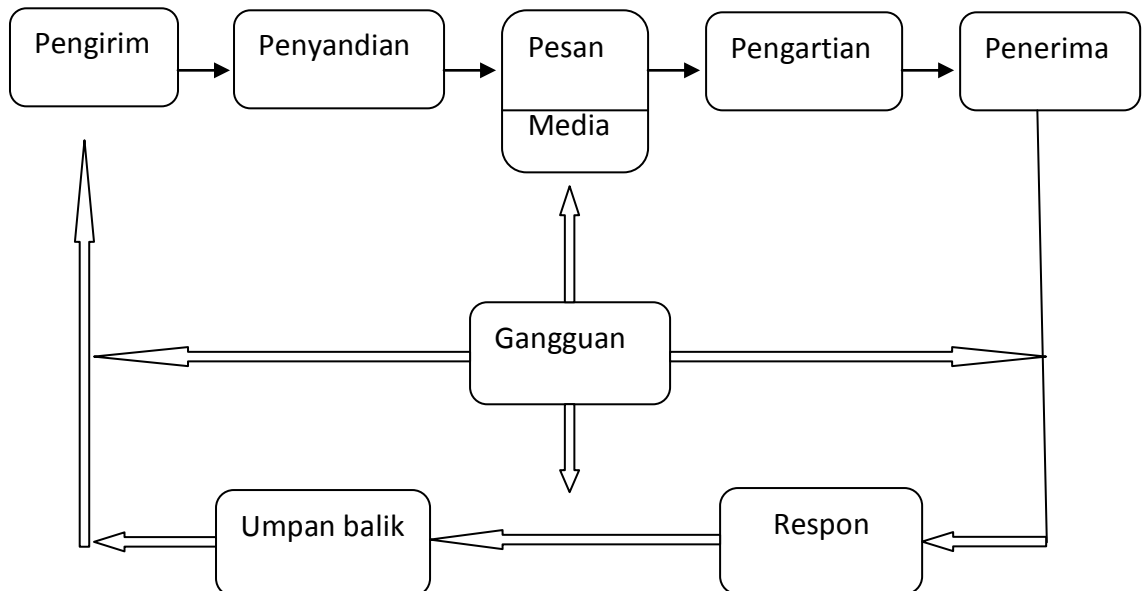 Pengirim
Penyandian
Pesan
Media
Pengartian
Penerima
Gangguan
Umpan balik
Respon